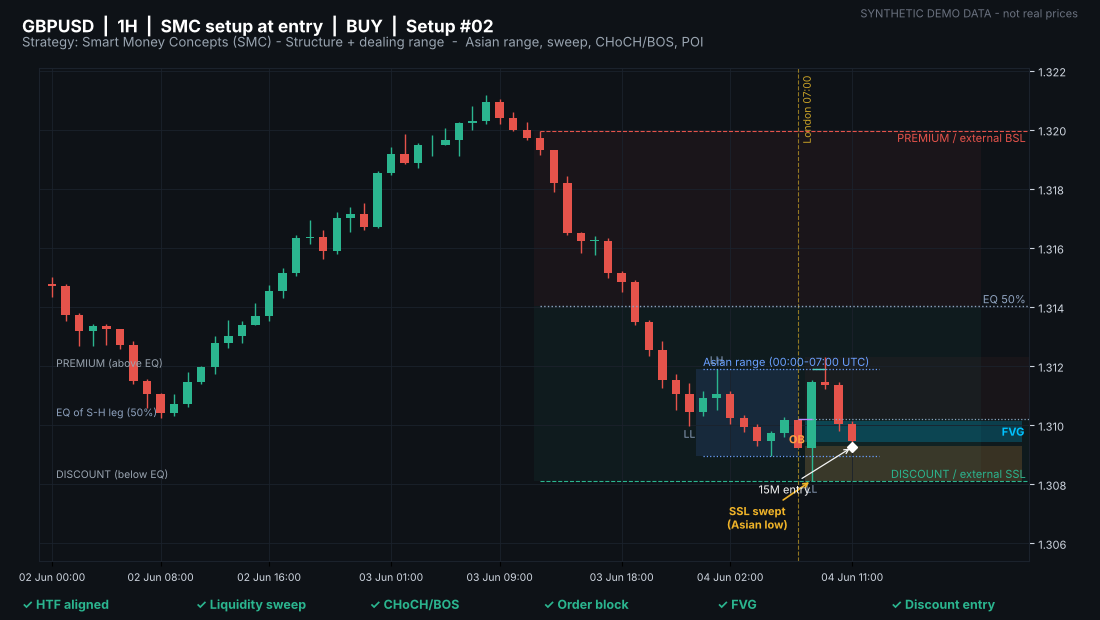 GBPUSD | 1H | SMC setup at entry | BUY | Setup #02
SYNTHETIC DEMO DATA - not real prices
Strategy: Smart Money Concepts (SMC) - Structure + dealing range - Asian range, sweep, CHoCH/BOS, POI
London 07:00
1.322
1.320
1.318
1.316
1.314
1.312
1.310
1.308
1.306
PREMIUM / external BSL
EQ 50%
LH
Asian range (00:00-07:00 UTC)
PREMIUM (above EQ)
EQ of S-H leg (50%)
LL
OB
FVG
DISCOUNT (below EQ)
DISCOUNT / external SSL
15M entry
LL
SSL swept
(Asian low)
02 Jun 00:00
02 Jun 08:00
02 Jun 16:00
03 Jun 01:00
03 Jun 09:00
03 Jun 18:00
04 Jun 02:00
04 Jun 11:00
✓ HTF aligned
✓ Liquidity sweep
✓ CHoCH/BOS
✓ Order block
✓ FVG
✓ Discount entry